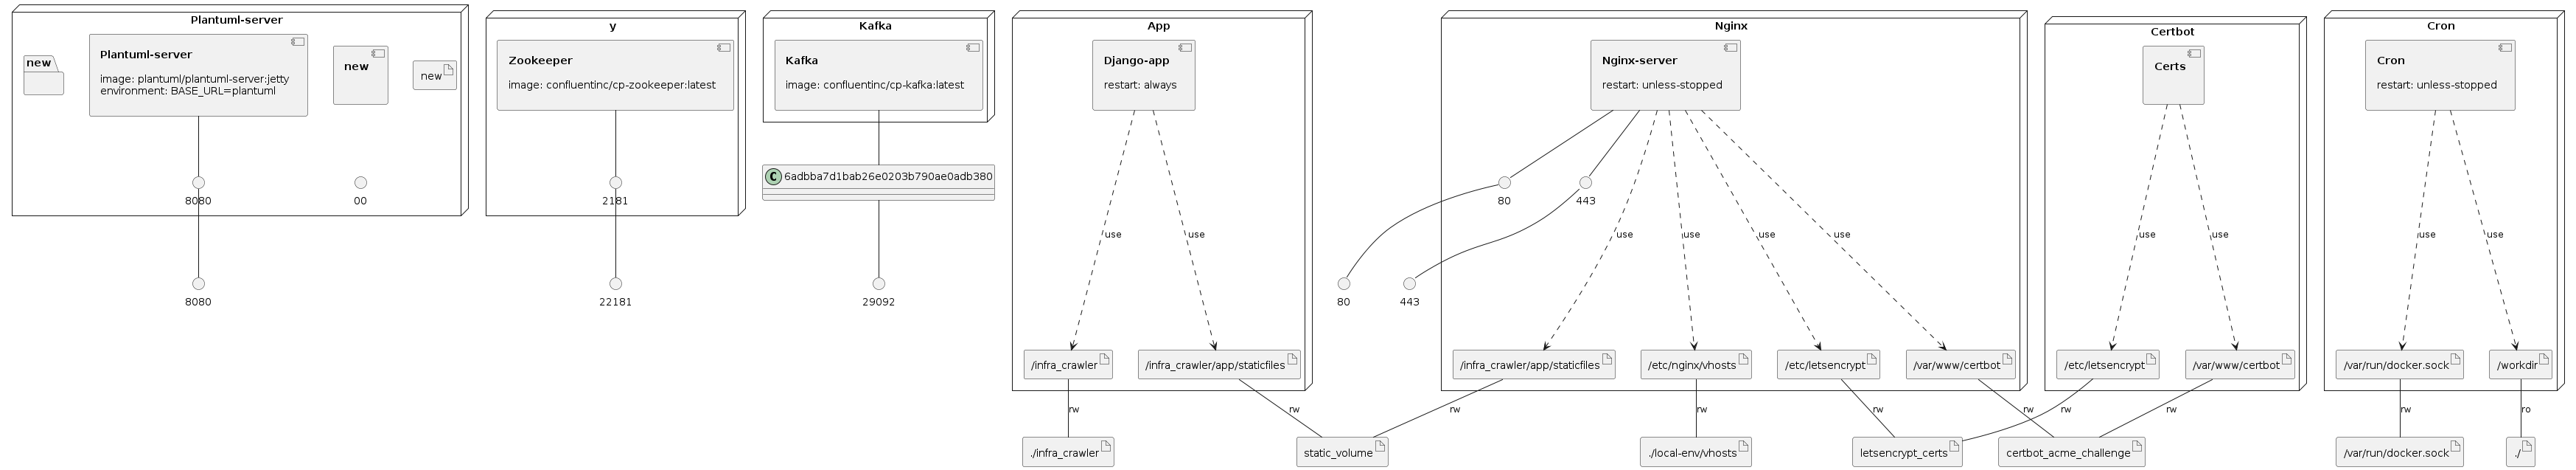 Plantuml-server
new
Plantuml-server
image: plantuml/plantuml-server:jetty
environment: BASE_URL=plantuml
new
new
8080
00
8080
y
Zookeeper
image: confluentinc/cp-zookeeper:latest
2181
22181
Kafka
Kafka
image: confluentinc/cp-kafka:latest
C 6adbba7d1bab26e0203b790ae0adb380
29092
App
Django-app
restart: always
use
use
/infra_crawler
/infra_crawler/app/staticfiles
rw
rw
./infra_crawler
static_volume
Nginx
Nginx-server
restart: unless-stopped
80
443
80
443
use
use
use
use
/infra_crawler/app/staticfiles
/etc/nginx/vhosts
/etc/letsencrypt
/var/www/certbot
rw
rw
rw
rw
./local-env/vhosts
letsencrypt_certs
certbot_acme_challenge
Certbot
Certs
use
use
/etc/letsencrypt
/var/www/certbot
rw
rw
Cron
Cron
restart: unless-stopped
use
use
/var/run/docker.sock
/workdir
rw
ro
/var/run/docker.sock
./